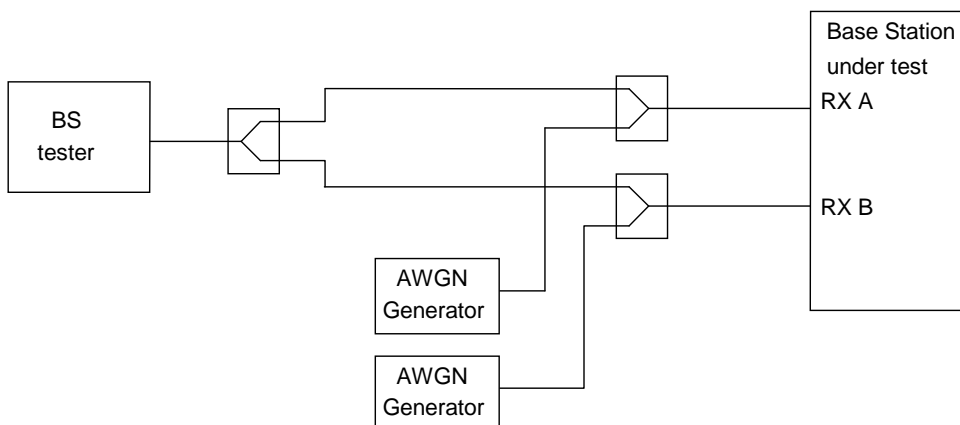 BS
tester
Base Station
under test
RX A
RX B
AWGN
Generator
AWGN
Generator